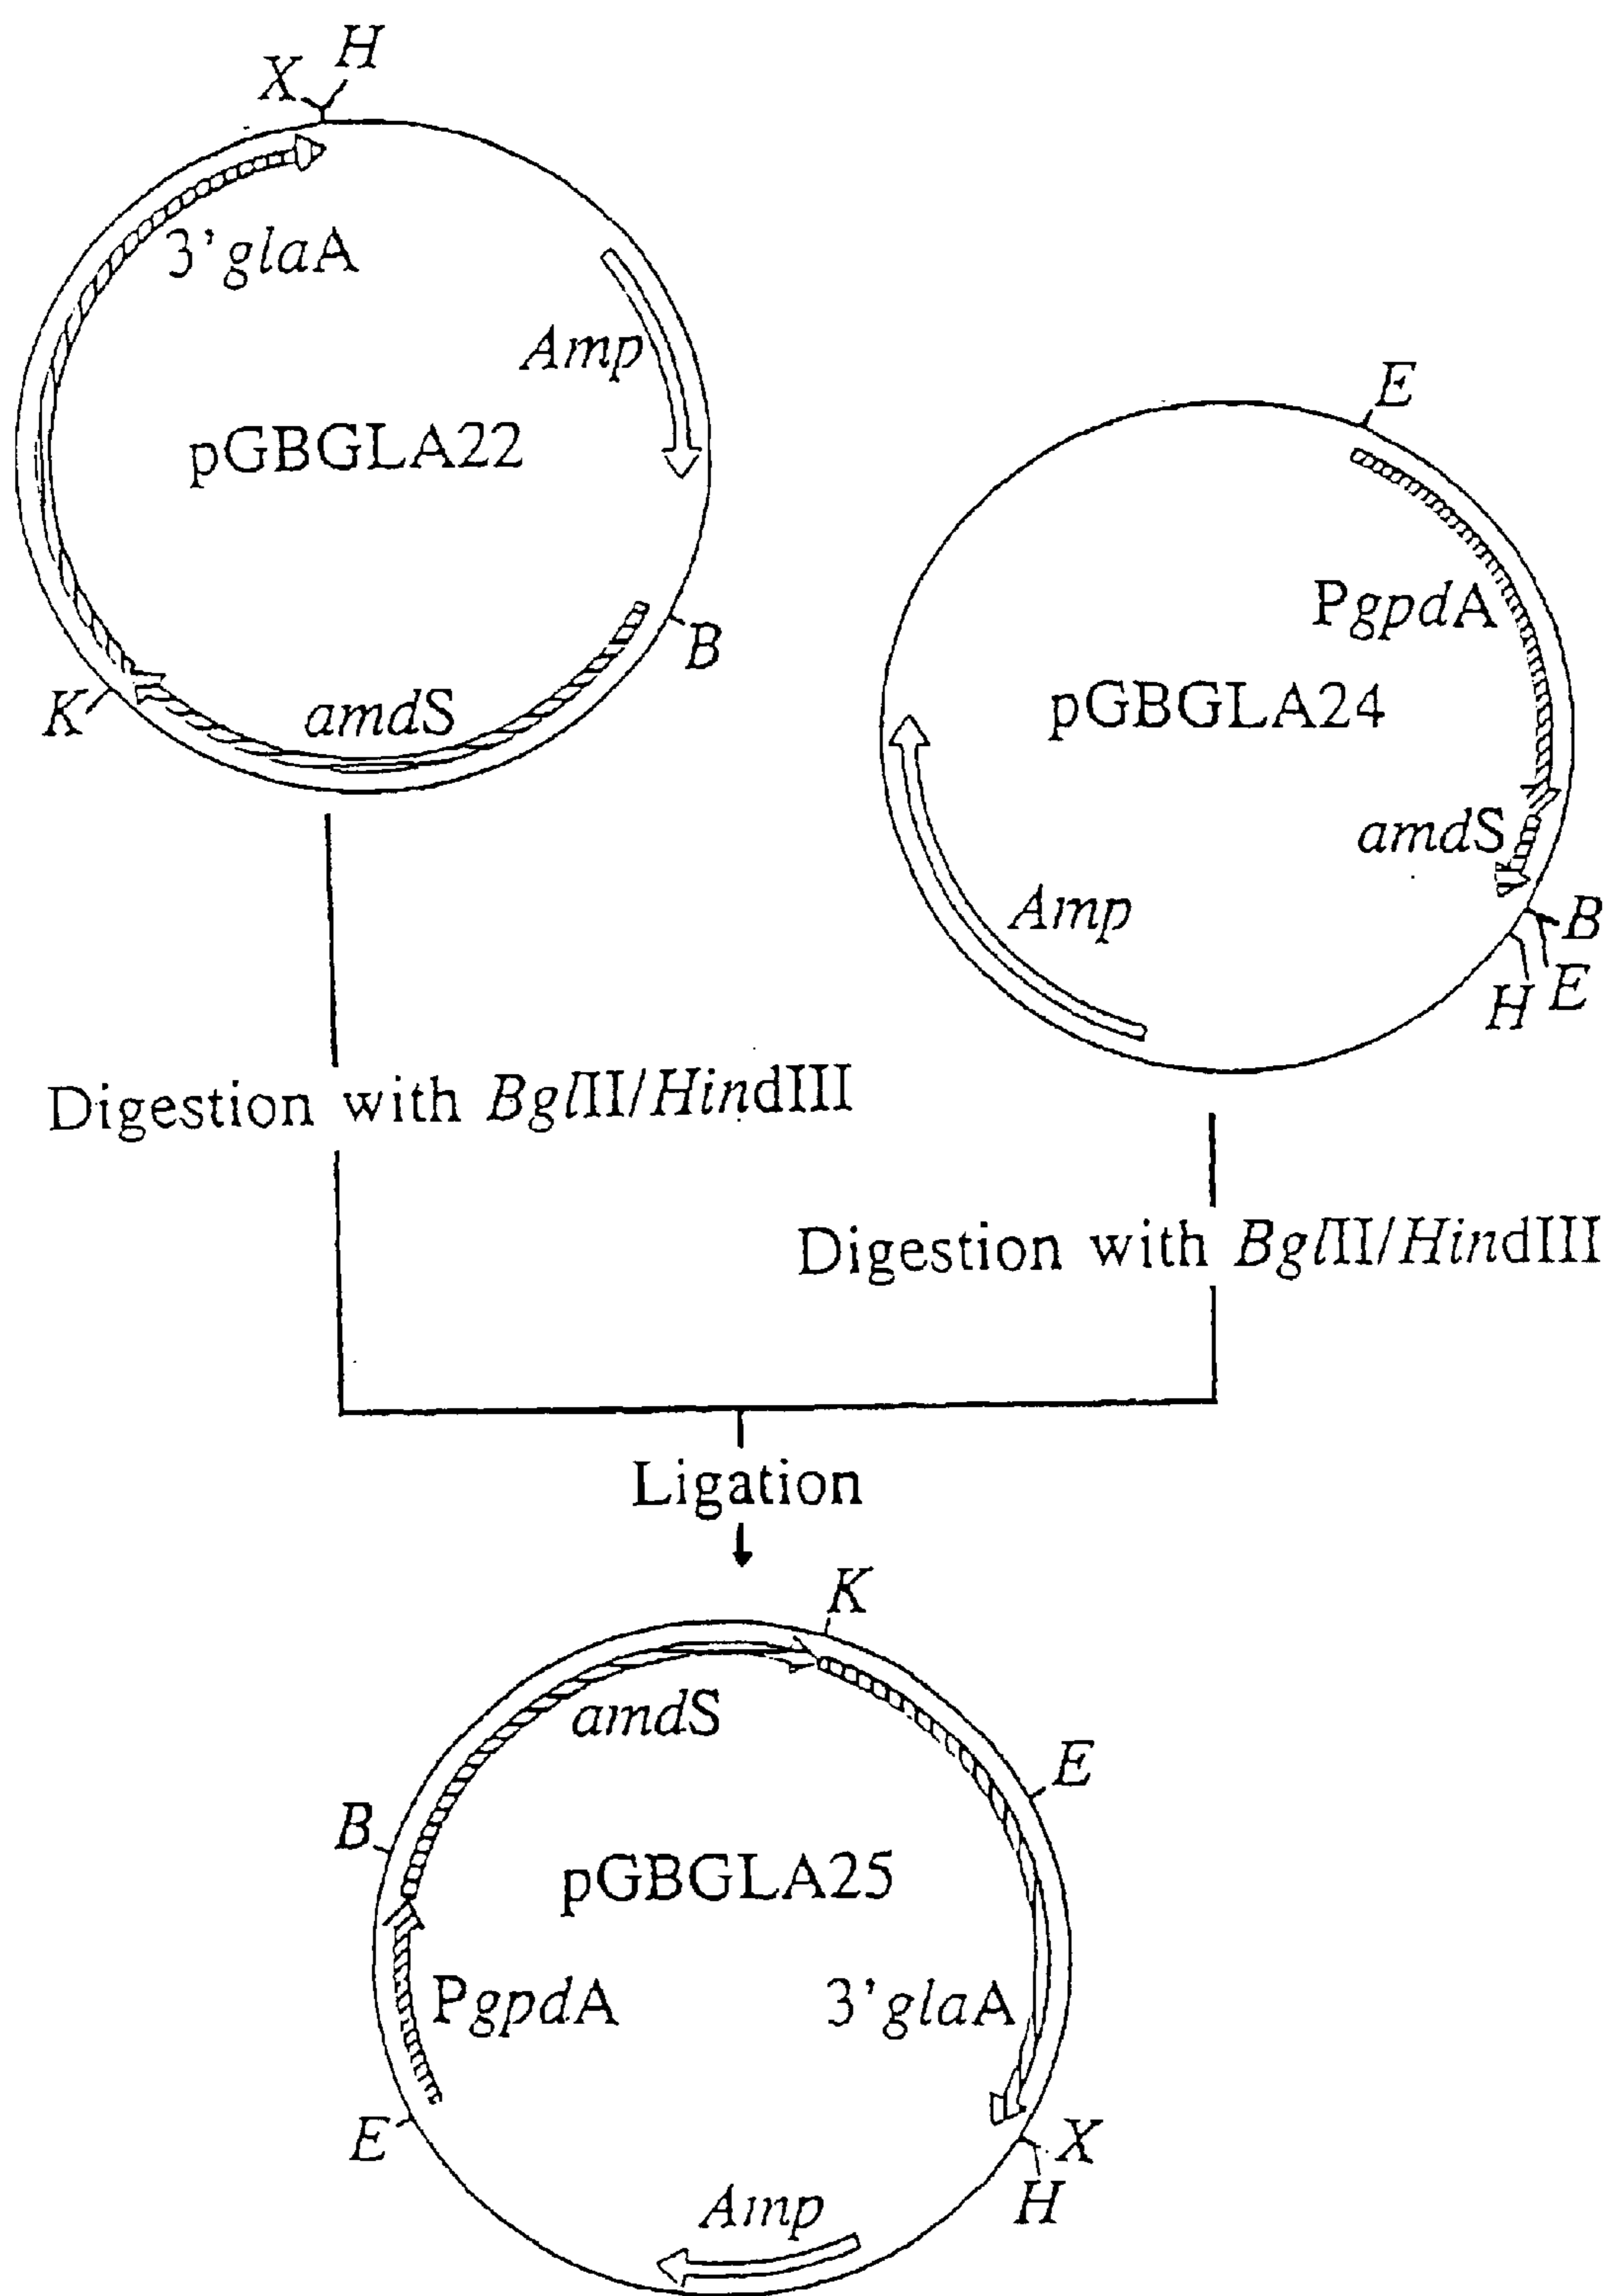 X H
3'glaA
Amp
pGBGLA22
B
K
amdS
E
PgpdA
pGBGLA24
amdS
Amp
B
E
H
Digestion with BglII/HindIII
Digestion with BglII/HindIII
Ligation
K
amdS
E
B
pGBGLA25
PgpdA
3'glaA
E
X
H
Amp